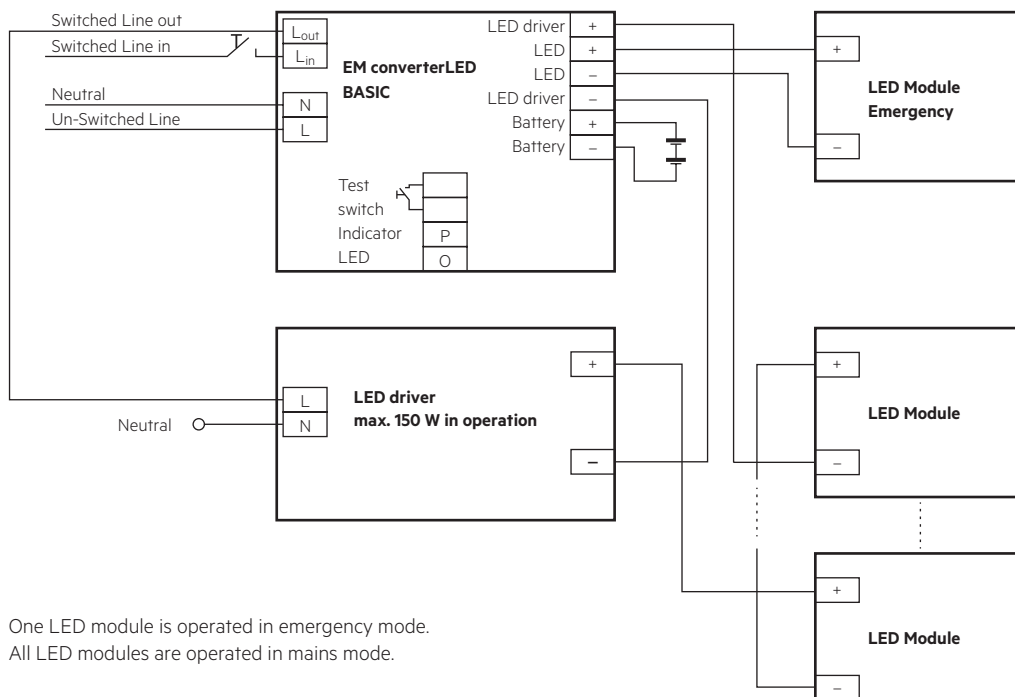 Switched Line out
Switched Line in
Neutral
Un-Switched Line
Lout
Lin
N
L
EM converterLED
BASIC
LED driver +
LED +
LED –
LED driver –
Battery +
Battery –
Test
switch
Indicator P
LED O
+
LED Module
Emergency
–
L
N
Neutral
LED driver
max. 150 W in operation
+
–
+
LED Module
–
+
LED Module
–
One LED module is operated in emergency mode.
All LED modules are operated in mains mode.